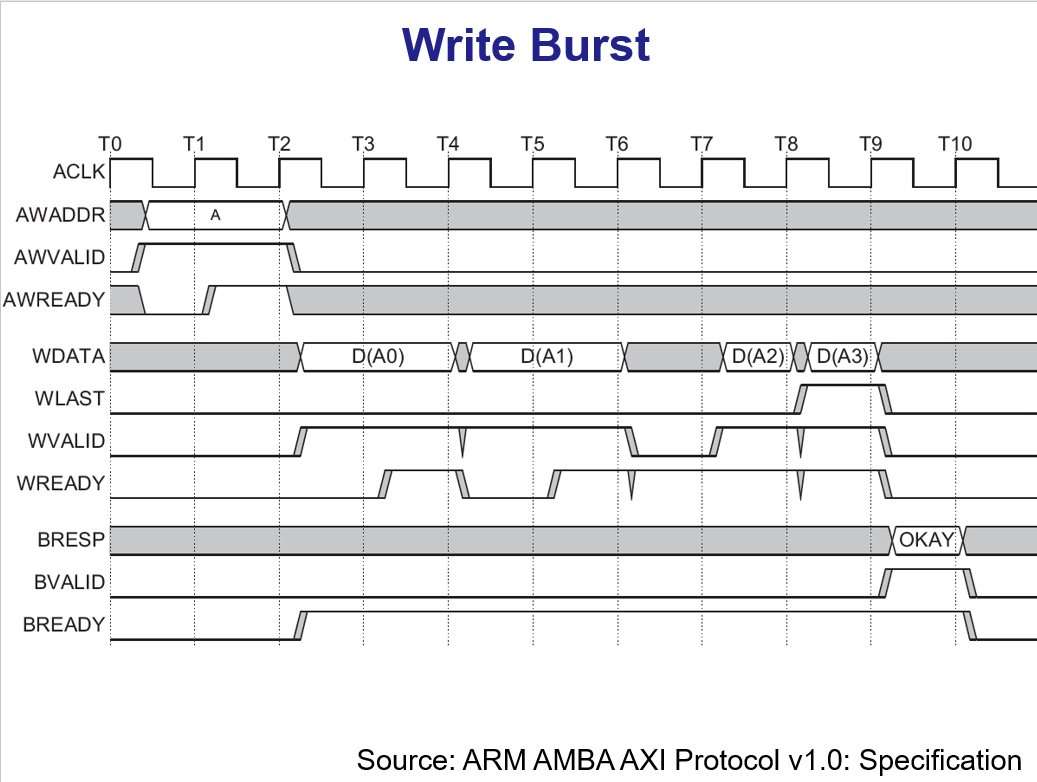 Write Burst
T0 T1 T2 T3 T4 T5 T6 T7 T8 T9 T10
ACLK
AWADDR A
AWVALID
AWREADY
WDATA D(A0) D(A1) D(A2) D(A3)
WLAST
WVALID
WREADY
BRESP OKAY
BVALID
BREADY
Source: ARM AMBA AXI Protocol v1.0: Specification